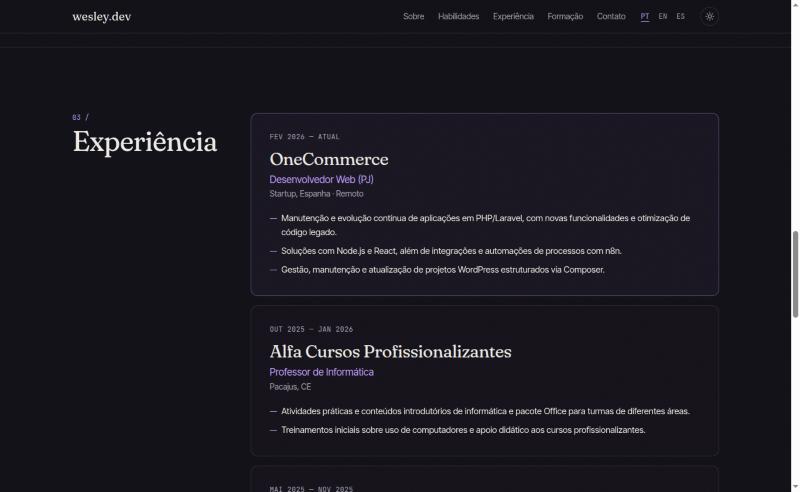 wesley.dev
Sobre Habilidades Experiência Formação Contato PT EN ES
03 /
Experiência
FEV 2026 — ATUAL
OneCommerce
Desenvolvedor Web (PJ)
Startup, Espanha · Remoto
— Manutenção e evolução contínua de aplicações em PHP/Laravel, com novas funcionalidades e otimização de
código legado.
— Soluções com Node.js e React, além de integrações e automações de processos com n8n.
— Gestão, manutenção e atualização de projetos WordPress estruturados via Composer.
OUT 2025 — JAN 2026
Alfa Cursos Profissionalizantes
Professor de Informática
Pacajus, CE
— Atividades práticas e conteúdos introdutórios de informática e pacote Office para turmas de diferentes áreas.
— Treinamentos iniciais sobre uso de computadores e apoio didático aos cursos profissionalizantes.
MAI 2025 — NOV 2025